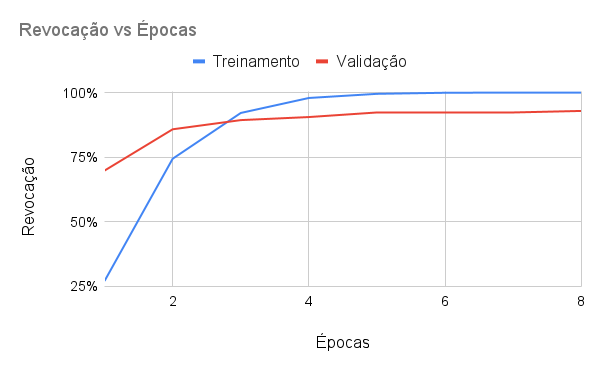 Revocação vs Épocas
Treinamento Validação
100%
75%
50%
25%
Revocação
2 4 6 8
Épocas